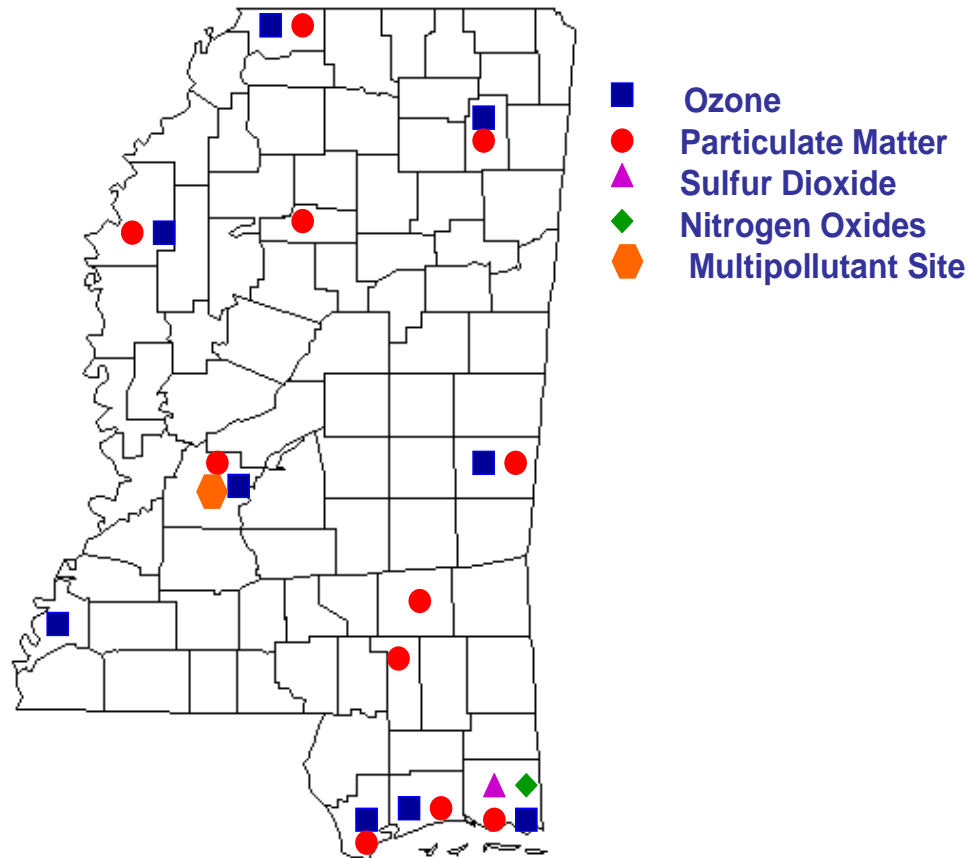 Ozone
Particulate Matter
Sulfur Dioxide
Nitrogen Oxides
Multipollutant Site